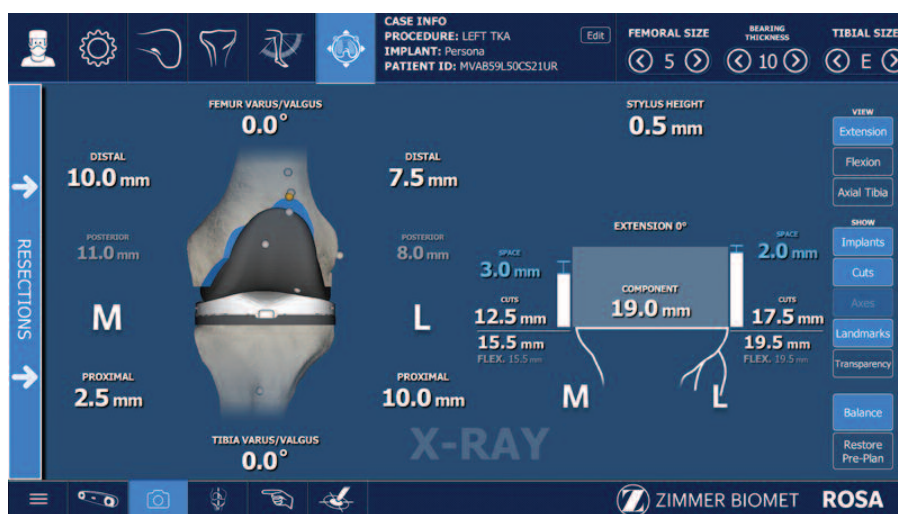 CASE INFO
PROCEDURE: LEFT TKA
IMPLANT: Persona
PATIENT ID: MVAB59L50CS21UR
Edit
FEMORAL SIZE
5
BEARING
THICKNESS
10
TIBIAL SIZE
E
RESECTIONS
FEMUR VARUS/VALGUS
0.0°
DISTAL
10.0 mm
DISTAL
7.5 mm
POSTERIOR
11.0 mm
POSTERIOR
8.0 mm
M
L
PROXIMAL
2.5 mm
PROXIMAL
10.0 mm
TIBIA VARUS/VALGUS
0.0°
X-RAY
STYLUS HEIGHT
0.5 mm
EXTENSION 0°
SPACE
3.0 mm
SPACE
2.0 mm
COMPONENT
19.0 mm
CUTS
12.5 mm
15.5 mm
FLEX. 15.5 mm
CUTS
17.5 mm
19.5 mm
FLEX. 19.5 mm
M
L
VIEW
Extension
Flexion
Axial Tibia
SHOW
Implants
Cuts
Axes
Landmarks
Transparency
Balance
Restore
Pre-Plan
ZIMMER BIOMET
ROSA